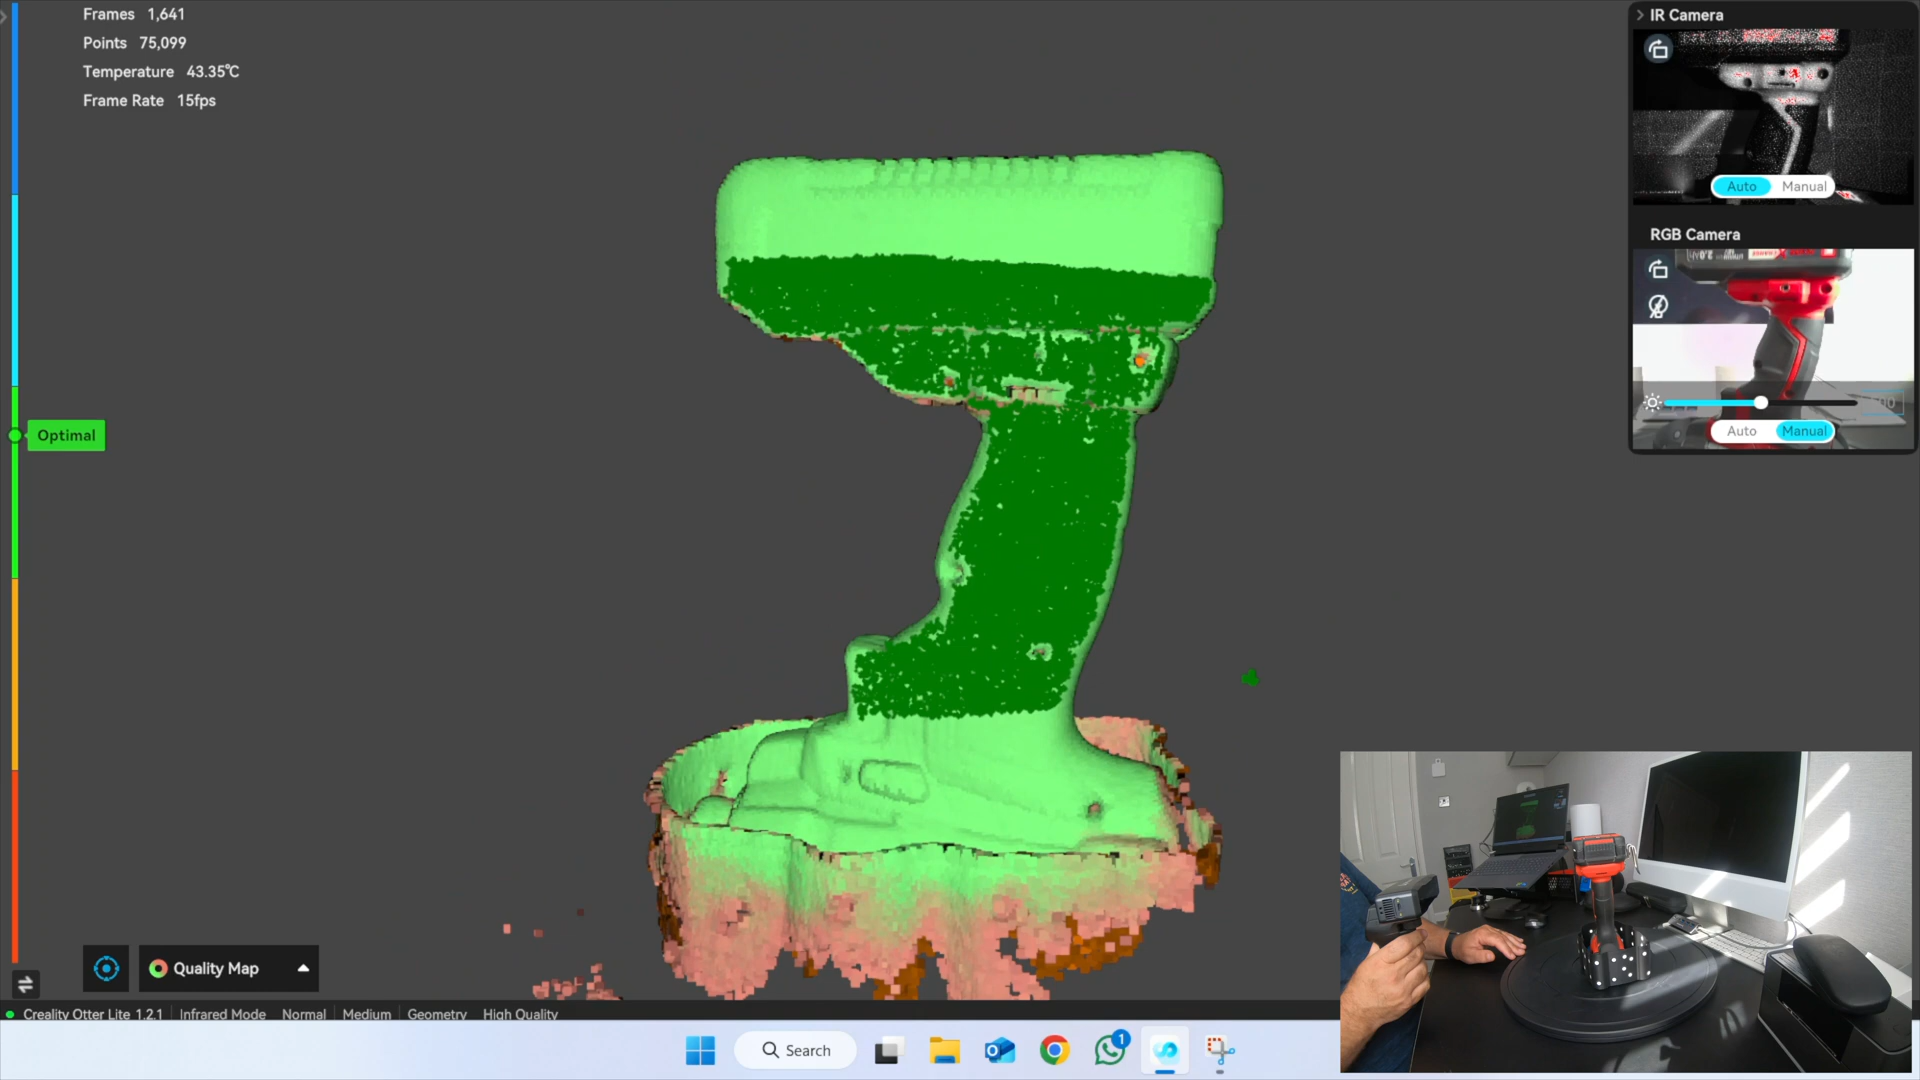 Frames 1,641
Points 75,099
Temperature 43.35℃
Frame Rate 15fps
Optimal
IR Camera
Auto Manual
RGB Camera
Auto Manual
Quality Map
Creality Otter Lite 1.2.1 Infrared Mode Normal Medium Geometry High Quality
Search
1